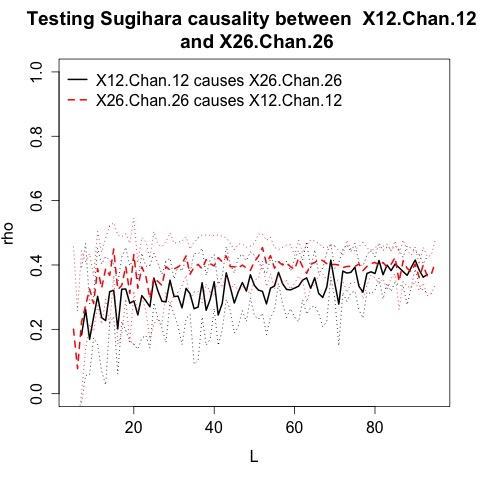 Testing Sugihara causality between X12.Chan.12
and X26.Chan.26
X12.Chan.12 causes X26.Chan.26
X26.Chan.26 causes X12.Chan.12
rho
1.0
0.8
0.6
0.4
0.2
0.0
20 40 60 80
L